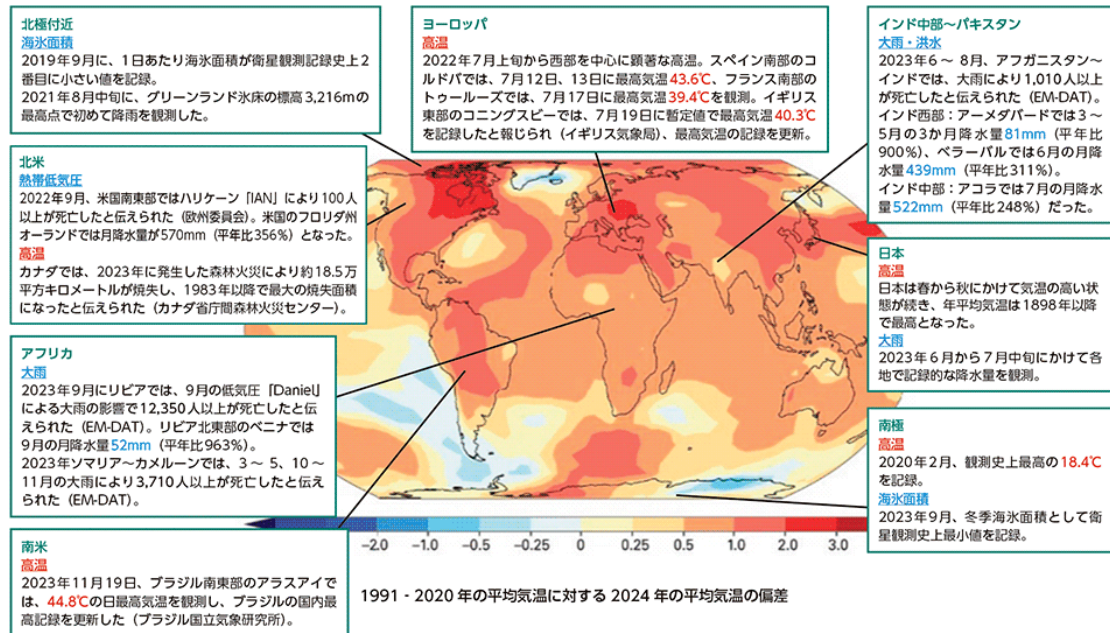 北極付近
海氷面積
2019年9月に、1日あたり海氷面積が衛星観測記録史上2
番目に小さい値を記録。
2021年8月中旬に、グリーンランド氷床の標高3,216mの
最高点で初めて降雨を観測した。
ヨーロッパ
高温
2022年7月上旬から西部を中心に顕著な高温。スペイン南部のコ
ルドバでは、7月12日、13日に最高気温43.6℃、フランス南部の
トゥールーズでは、7月17日に最高気温39.4℃を観測。イギリス
東部のコニングスビーでは、7月19日に暫定値で最高気温40.3℃
を記録したと報じられ（イギリス気象局）、最高気温の記録を更新。
インド中部～パキスタン
大雨・洪水
2023年6～8月、アフガニスタン～
インドでは、大雨により1,010人以上
が死亡したと伝えられた（EM-DAT）。
インド西部：アーメダバードでは3～
5月の3か月降水量81mm（平年比
900%）、ベラーバルでは6月の月降
水量439mm（平年比311%）。
インド中部：アコラでは7月の月降水
量522mm（平年比248%）だった。
北米
熱帯低気圧
2022年9月、米国南東部ではハリケーン「IAN」により100人
以上が死亡したと伝えられた（欧州委員会）。米国のフロリダ州
オーランドでは月降水量が570mm（平年比356%）となった。
高温
カナダでは、2023年に発生した森林火災により約18.5万
平方キロメートルが焼失し、1983年以降で最大の焼失面積
になったと伝えられた（カナダ省庁間森林火災センター）。
日本
高温
日本は春から秋にかけて気温の高い状
態が続き、年平均気温は1898年以降
で最高となった。
大雨
2023年6月から7月中旬にかけて各
地で記録的な降水量を観測。
アフリカ
大雨
2023年9月にリビアでは、9月の低気圧「Daniel」
による大雨の影響で12,350人以上が死亡したと伝
えられた（EM-DAT）。リビア北東部のベニナでは
9月の月降水量52mm（平年比963%）。
2023年ソマリア～カメルーンでは、3～5、10～
11月の大雨により3,710人以上が死亡したと伝え
られた（EM-DAT）。
南極
高温
2020年2月、観測史上最高の18.4℃
を記録。
海氷面積
2023年9月、冬季海氷面積として衛
星観測史上最小値を記録。
南米
高温
2023年11月19日、ブラジル南東部のアラスアイで
は、44.8℃の日最高気温を観測し、ブラジルの国内最
高記録を更新した（ブラジル国立気象研究所）。
-2.0 -1.0 -0.5 -0.25 0 0.25 0.5 1.0 2.0 3.0
1991 - 2020 年の平均気温に対する 2024 年の平均気温の偏差